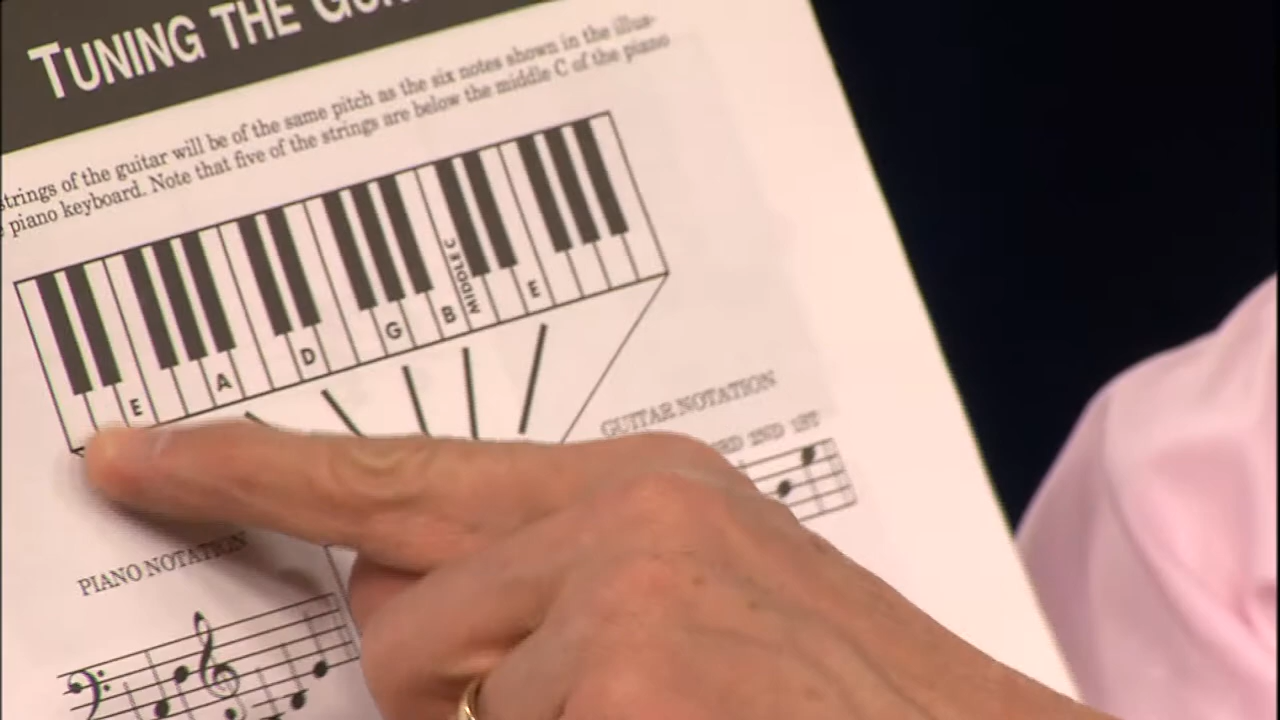 TUNING THE
strings of the guitar will be of the same pitch as the six notes shown in the illus-
piano keyboard. Note that five of the strings are below the middle C of the piano
E A D G B MIDDLE C E
GUITAR NOTATION
2ND 1ST
PIANO NOTATION